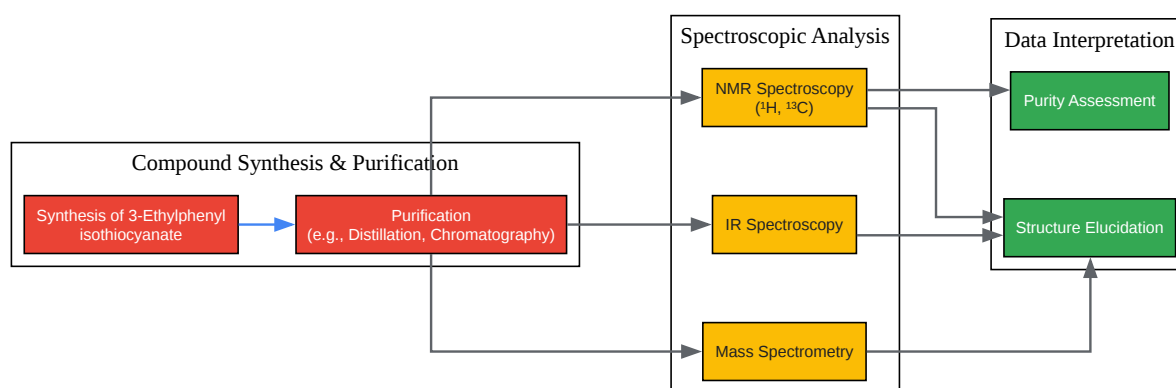 Compound Synthesis & Purification
Synthesis of 3-Ethylphenyl
isothiocyanate
Purification
(e.g., Distillation, Chromatography)
Spectroscopic Analysis
NMR Spectroscopy
(¹H, ¹³C)
IR Spectroscopy
Mass Spectrometry
Data Interpretation
Purity Assessment
Structure Elucidation